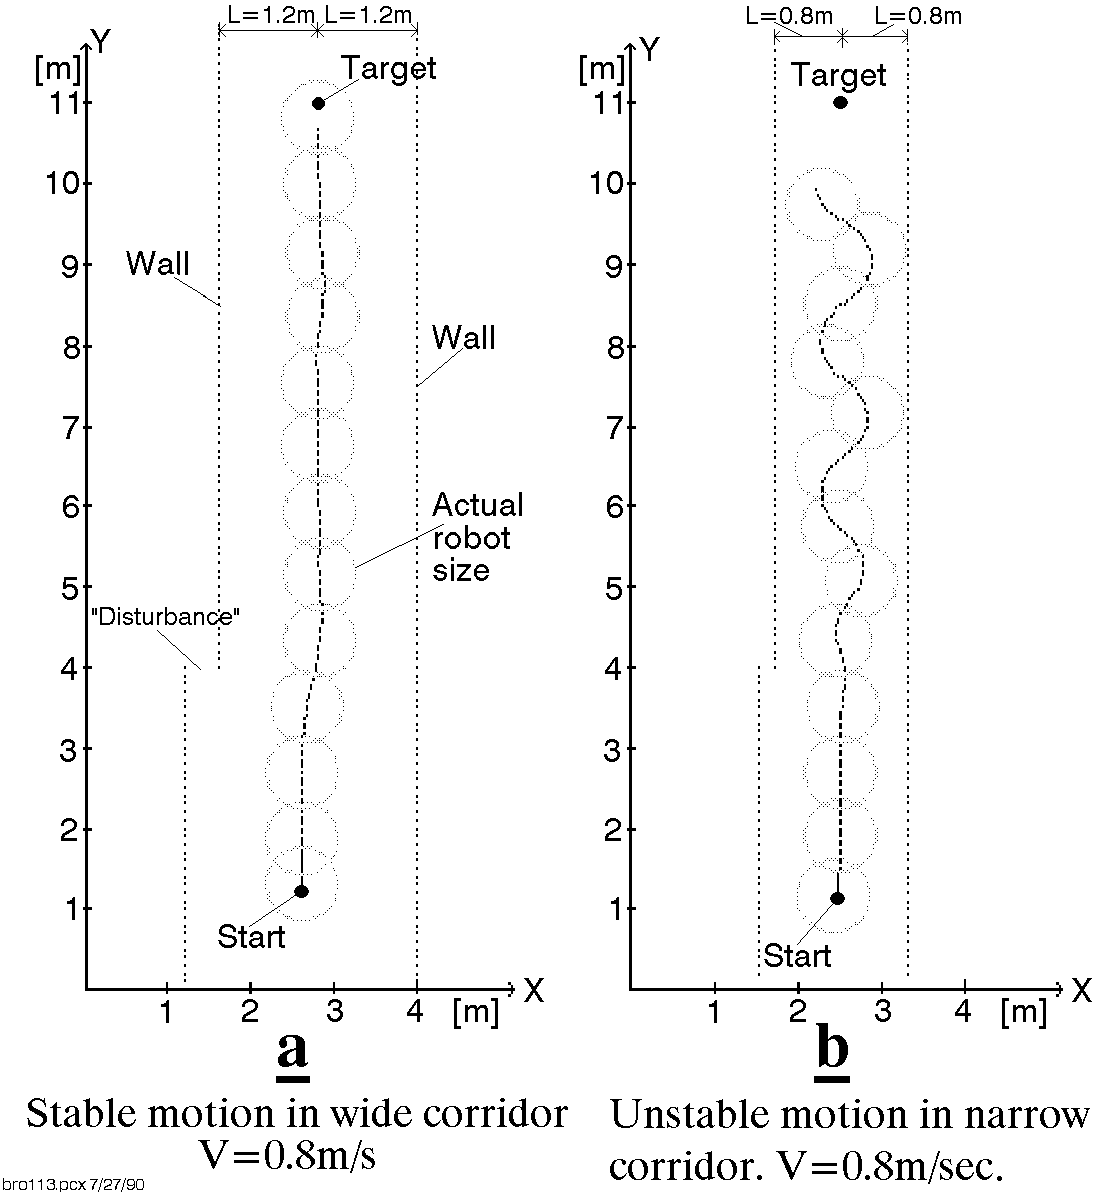 L=1.2m L=1.2m
Y
[m]
Target
11
10
9
8
7
6
5
4
3
2
1
Wall
Wall
Actual
robot
size
"Disturbance"
Start
1 2 3 4 [m] X
a
Stable motion in wide corridor
V=0.8m/s
L=0.8m L=0.8m
Y
[m]
Target
11
10
9
8
7
6
5
4
3
2
1
Start
1 2 3 4 [m] X
b
Unstable motion in narrow
corridor. V=0.8m/sec.
bro113.pcx 7/27/90